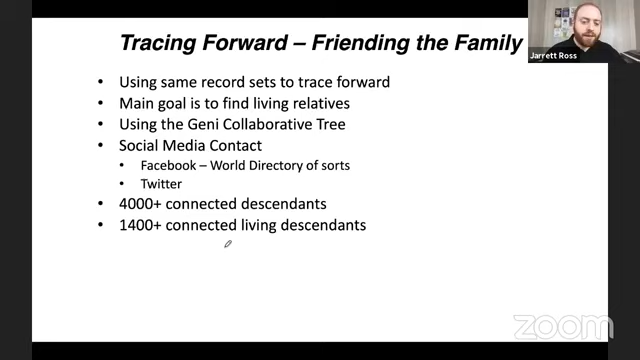 Tracing Forward – Friending the Family
Jarrett Ross
• Using same record sets to trace forward
• Main goal is to find living relatives
• Using the Geni Collaborative Tree
• Social Media Contact
• Facebook – World Directory of sorts
• Twitter
• 4000+ connected descendants
• 1400+ connected living descendants
zoom